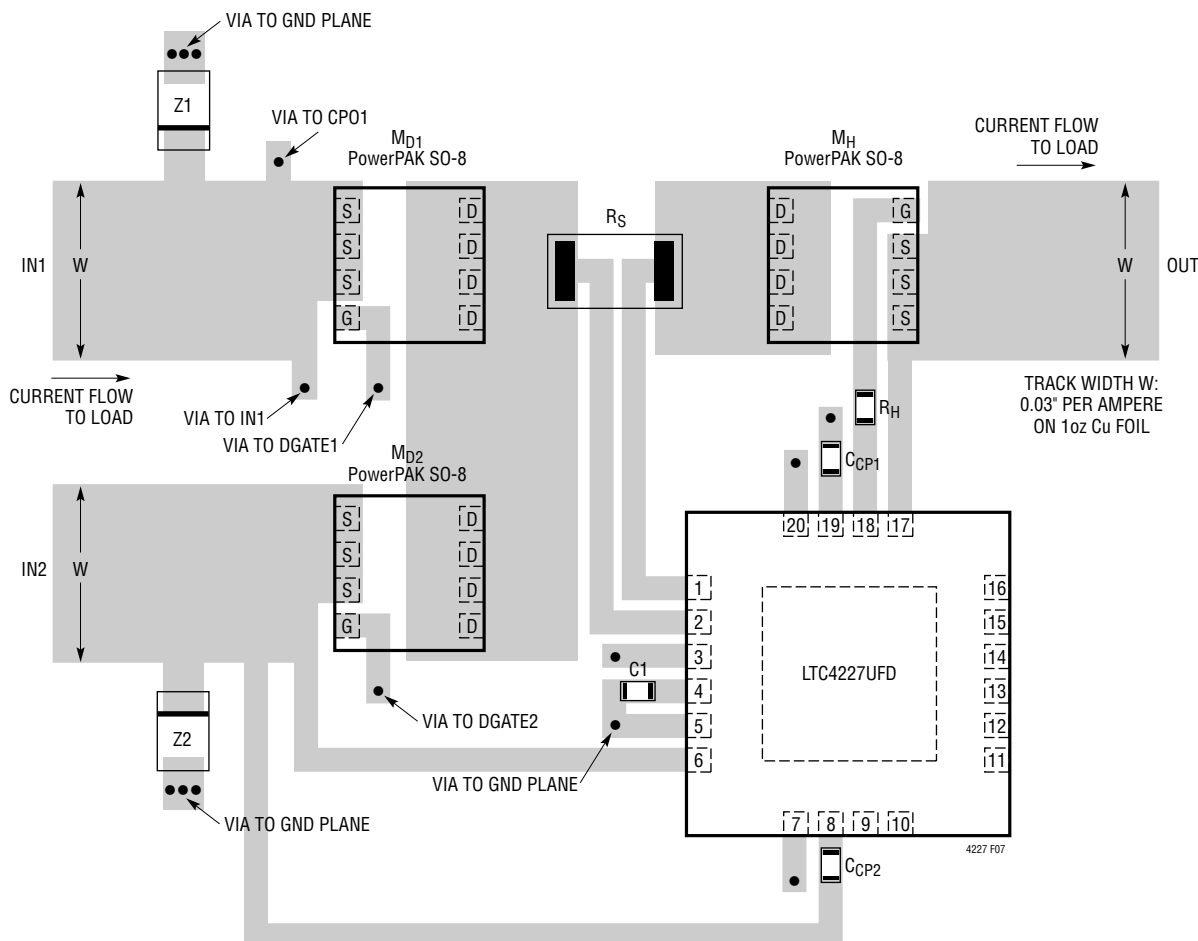 VIA TO GND PLANE
Z1
VIA TO CPO1
MD1
PowerPAK SO-8
MH
PowerPAK SO-8
CURRENT FLOW
TO LOAD
S
S
S
G
D
D
D
D
RS
D
D
D
D
G
S
S
S
IN1
W
W
OUT
CURRENT FLOW
TO LOAD
VIA TO IN1
VIA TO DGATE1
TRACK WIDTH W:
0.03" PER AMPERE
ON 1oz Cu FOIL
RH
CCP1
MD2
PowerPAK SO-8
S
S
S
G
D
D
D
D
IN2
W
20
19
18
17
1
2
3
4
5
6
16
15
14
13
12
11
LTC4227UFD
C1
VIA TO DGATE2
Z2
VIA TO GND PLANE
VIA TO GND PLANE
7
8
9
10
CCP2
4227 F07